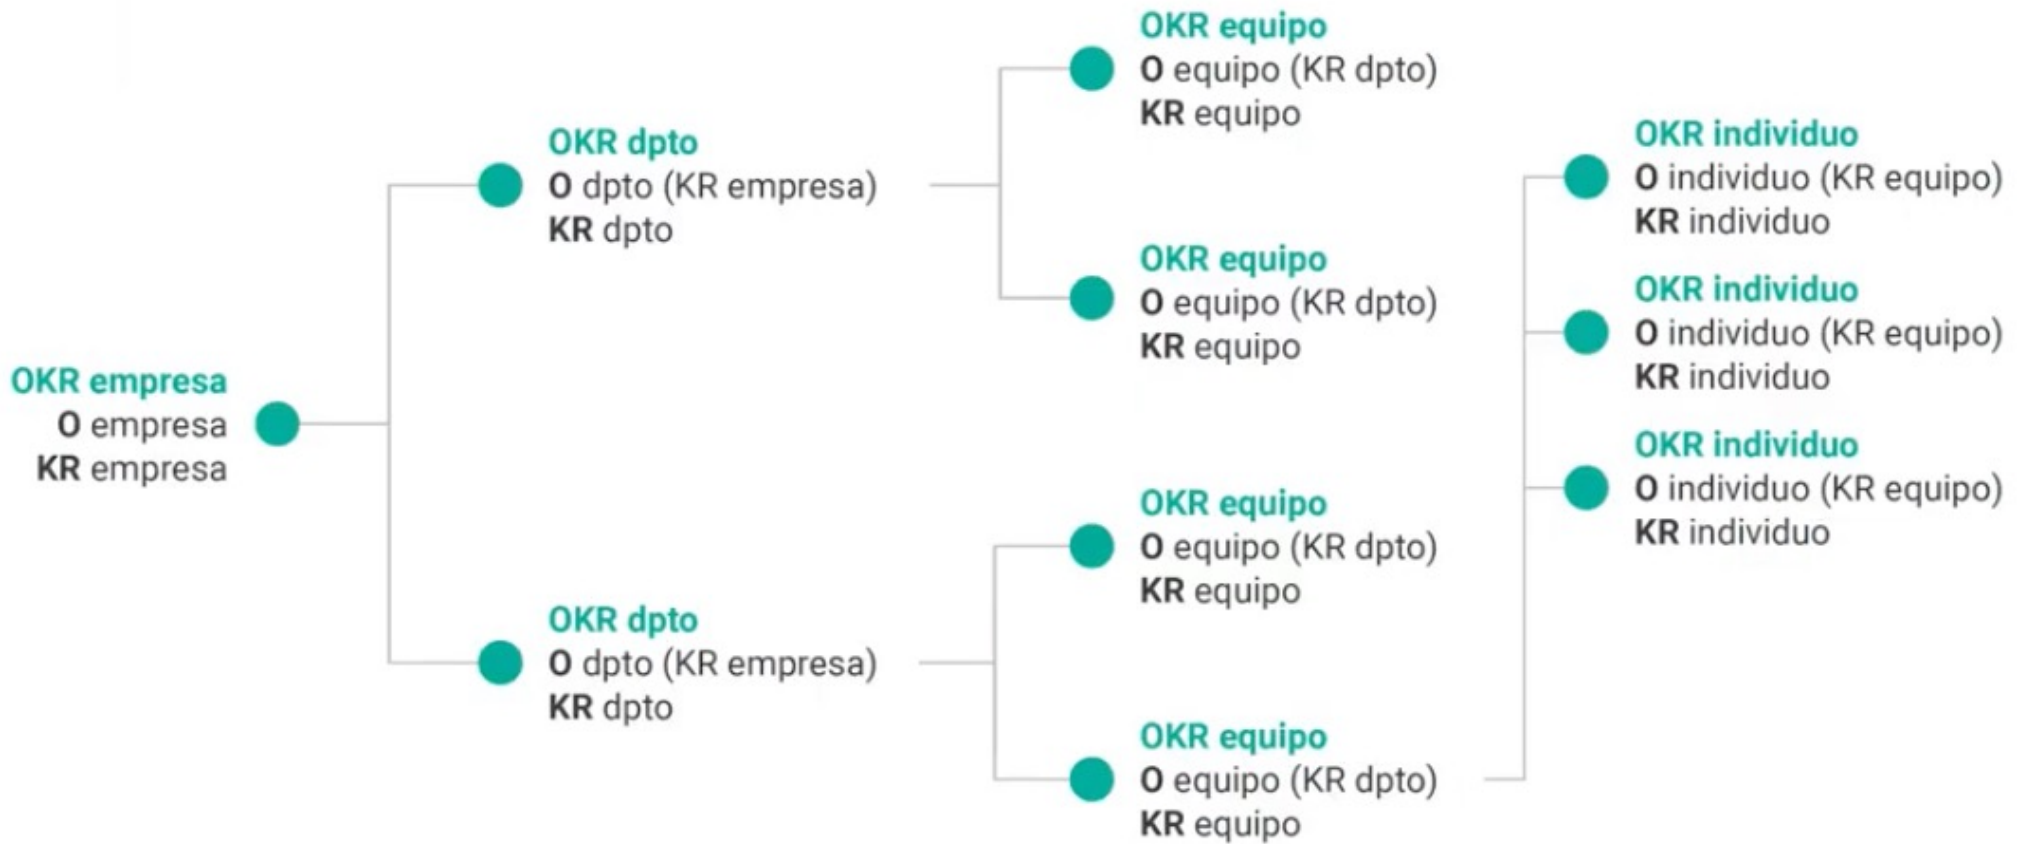 OKR empresa
O empresa
KR empresa
OKR dpto
O dpto (KR empresa)
KR dpto
OKR dpto
O dpto (KR empresa)
KR dpto
OKR equipo
O equipo (KR dpto)
KR equipo
OKR equipo
O equipo (KR dpto)
KR equipo
OKR equipo
O equipo (KR dpto)
KR equipo
OKR equipo
O equipo (KR dpto)
KR equipo
OKR individuo
O individuo (KR equipo)
KR individuo
OKR individuo
O individuo (KR equipo)
KR individuo
OKR individuo
O individuo (KR equipo)
KR individuo